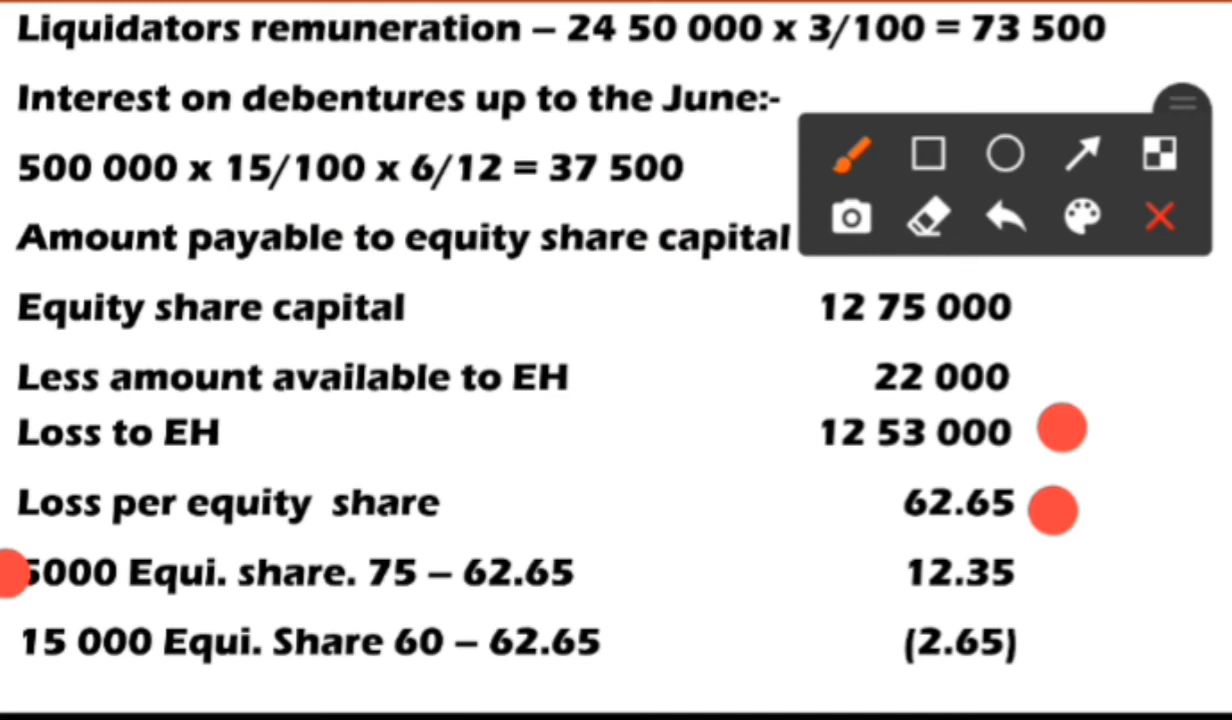 Liquidators remuneration – 24 50 000 x 3/100 = 73 500
Interest on debentures up to the June:-
500 000 x 15/100 x 6/12 = 37 500
Amount payable to equity share capital
Equity share capital 12 75 000
Less amount available to EH 22 000
Loss to EH 12 53 000
Loss per equity share 62.65
5000 Equi. share. 75 – 62.65 12.35
15 000 Equi. Share 60 – 62.65 (2.65)